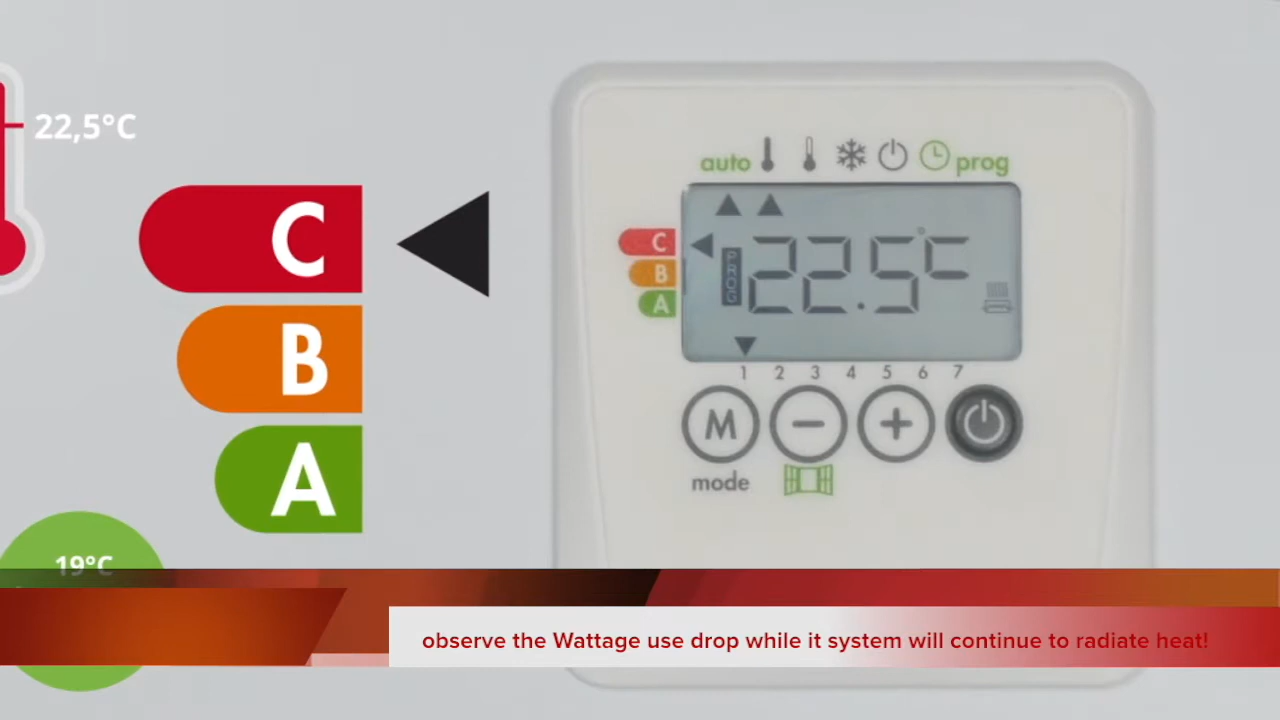 22,5°C
C
B
A
19°C
auto prog
C
B
A
PROG
22.5°C
1 2 3 4 5 6 7
M
mode
observe the Wattage use drop while it system will continue to radiate heat!